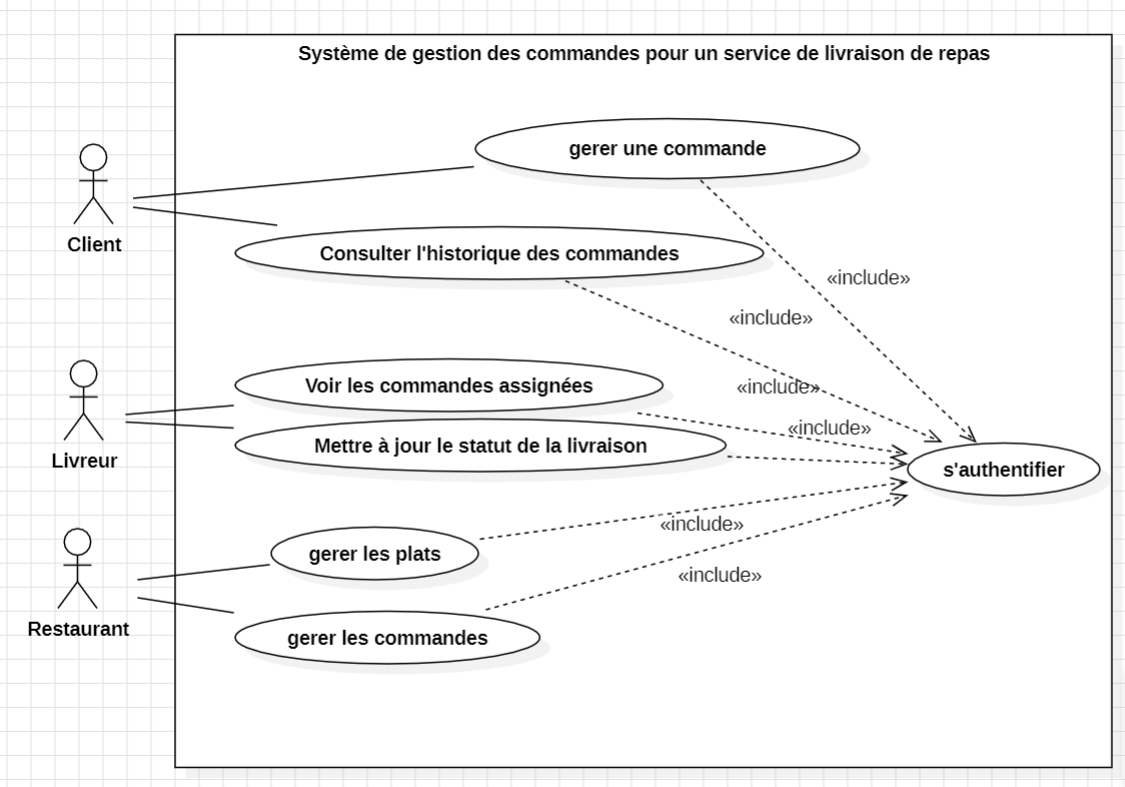 Système de gestion des commandes pour un service de livraison de repas
gerer une commande
Client
Consulter l'historique des commandes
«include»
«include»
Voir les commandes assignées
«include»
«include»
Mettre à jour le statut de la livraison
Livreur
s'authentifier
«include»
gerer les plats
«include»
Restaurant
gerer les commandes